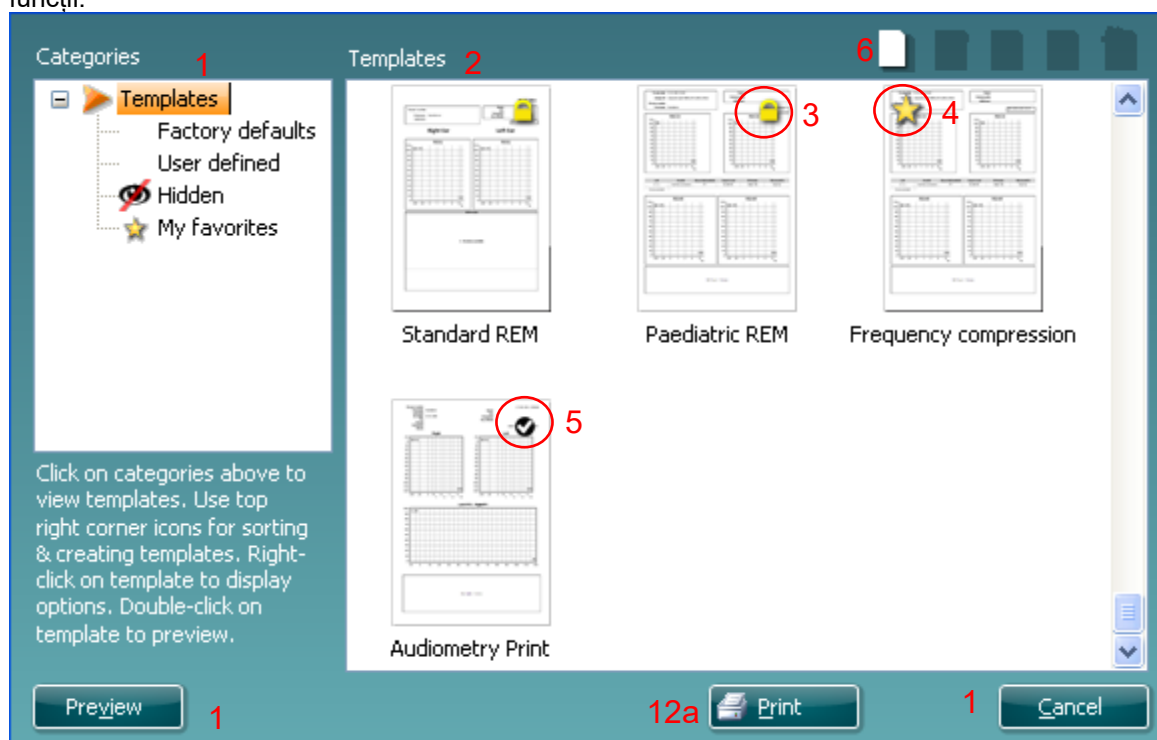 funcții.
Categories 1
Templates 2
6
Templates
Factory defaults
User defined
Hidden
My favorites
3
4
Standard REM
Paediatric REM
Frequency compression
5
Audiometry Print
Click on categories above to
view templates. Use top
right corner icons for sorting
& creating templates. Right-
click on template to display
options. Double-click on
template to preview.
Preview 1
12a Print
1 Cancel